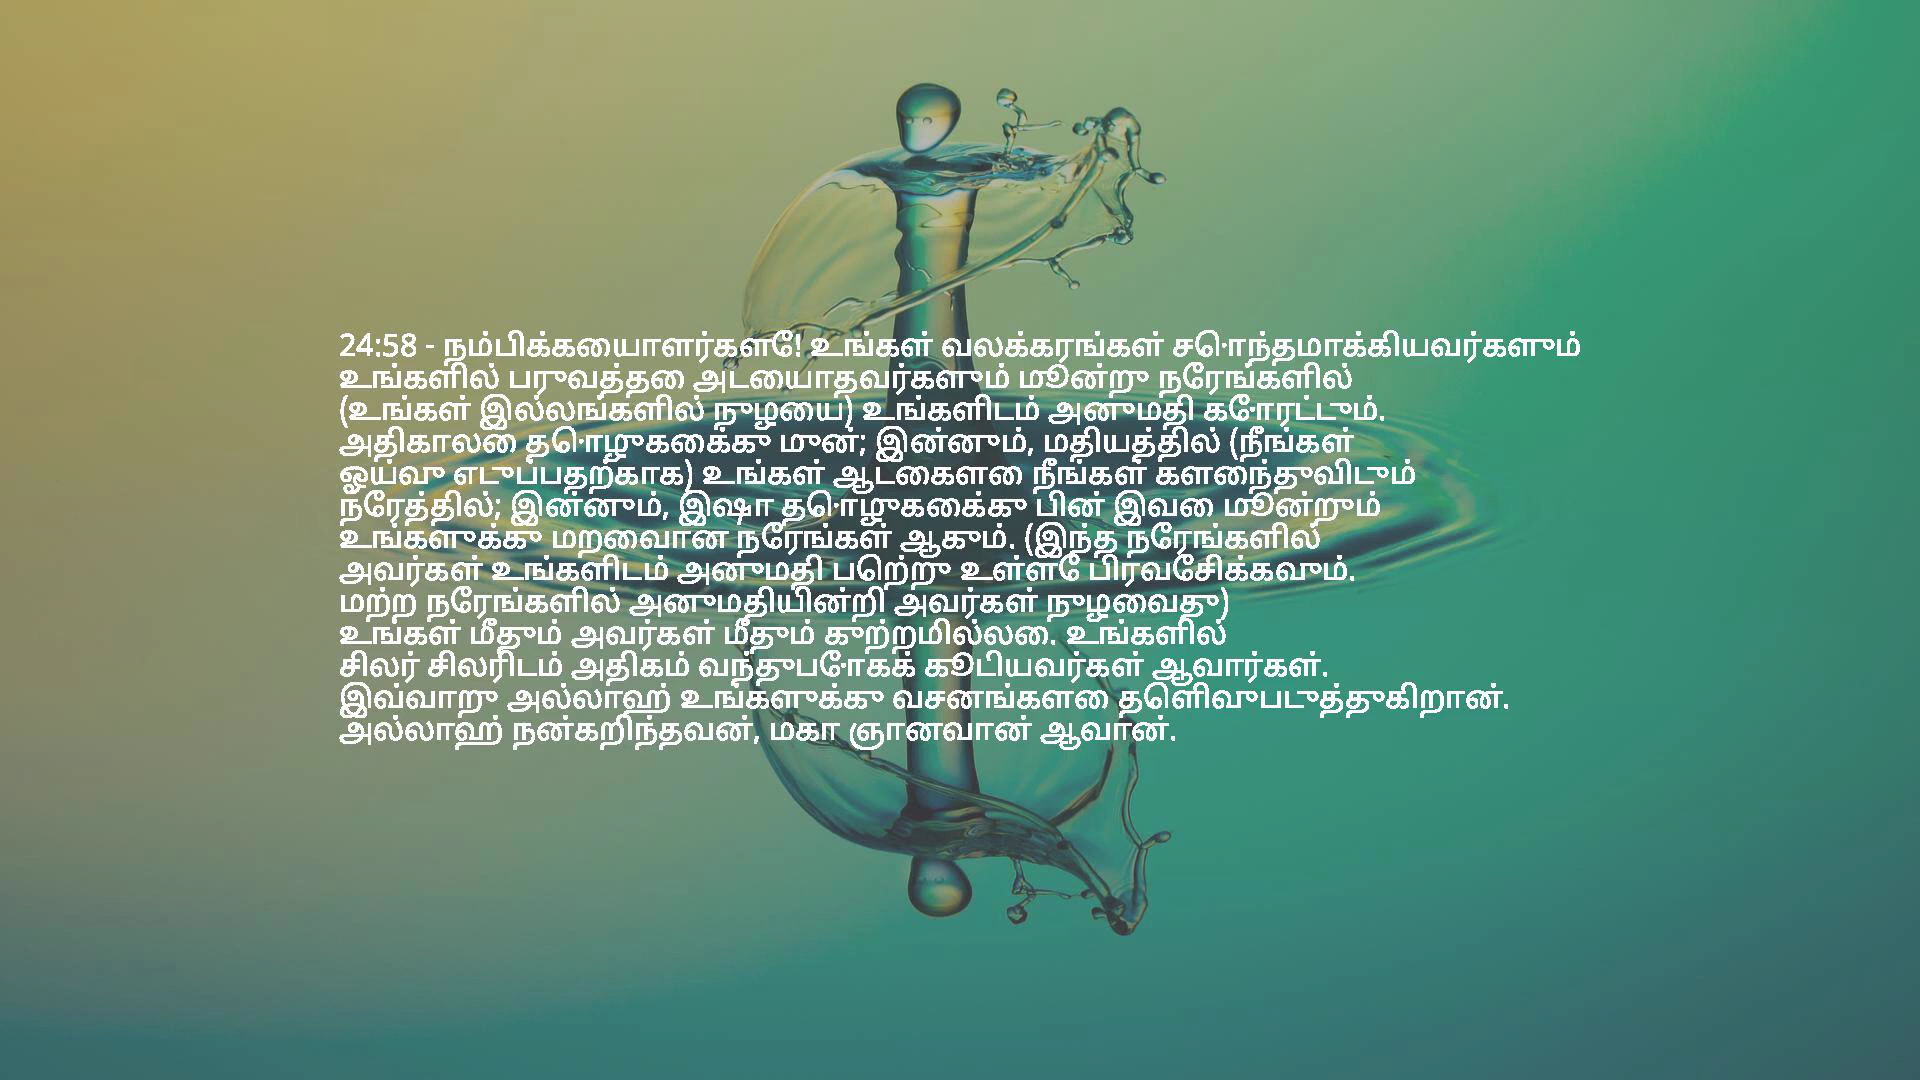 24:58 - நம்பிக்கையாளர்களே! உங்கள் வலக்கரங்கள் சொந்தமாக்கியவர்களும்
உங்களில் பருவத்தை அடையாதவர்களும் மூன்று நேரங்களில்
(உங்கள் இல்லங்களில் நுழைய) உங்களிடம் அனுமதி கோரட்டும்.
அதிகாலை தொழுகைக்கு முன்; இன்னும், மதியத்தில் (நீங்கள்
ஓய்வு எடுப்பதற்காக) உங்கள் ஆடைகளை நீங்கள் களைந்துவிடும்
நேரத்தில்; இன்னும், இஷா தொழுகைக்கு பின் இவை மூன்றும்
உங்களுக்கு மறைவான நேரங்கள் ஆகும். (இந்த நேரங்களில்
அவர்கள் உங்களிடம் அனுமதி பெற்று உள்ளே பிரவேசிக்கவும்.
மற்ற நேரங்களில் அனுமதியின்றி அவர்கள் நுழைவது)
உங்கள் மீதும் அவர்கள் மீதும் குற்றமில்லை. உங்களில்
சிலர் சிலரிடம் அதிகம் வந்துபோகக் கூடியவர்கள் ஆவார்கள்.
இவ்வாறு அல்லாஹ் உங்களுக்கு வசனங்களை தெளிவுபடுத்துகிறான்.
அல்லாஹ் நன்கறிந்தவன், மகா ஞானவான் ஆவான்.